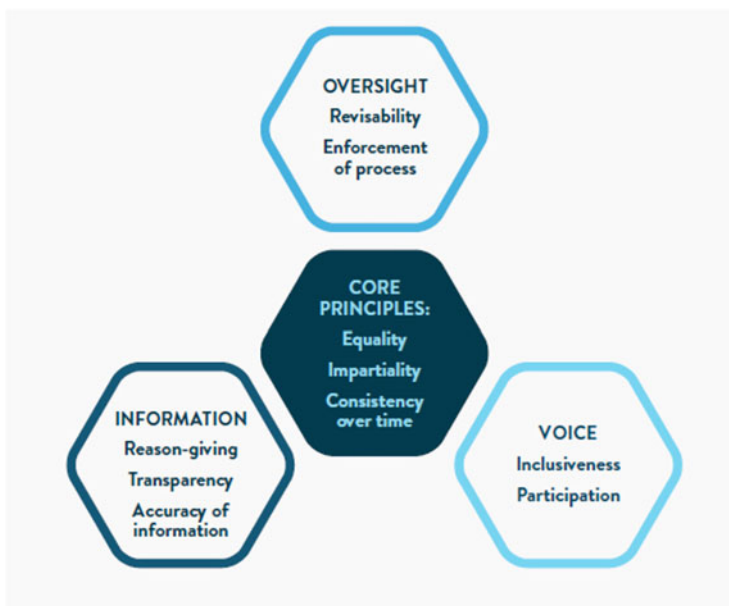 OVERSIGHT
Revisability
Enforcement
of process
CORE
PRINCIPLES:
Equality
Impartiality
Consistency
over time
INFORMATION
Reason-giving
Transparency
Accuracy of
information
VOICE
Inclusiveness
Participation